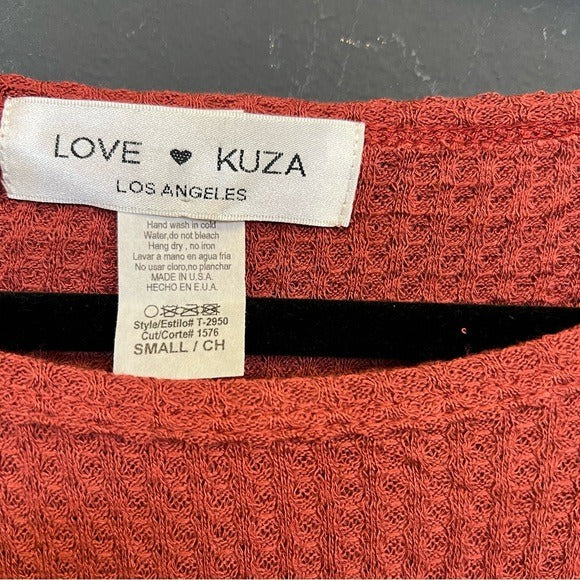 LOVE ♥ KUZA
LOS ANGELES
Hand wash in cold
Water,do not bleach
Hang dry , no iron
Lavar a mano en agua fria
No usar cloro,no planchar
MADE IN U.S.A.
HECHO EN E.U.A.
Style/Estilo# T-2950
Cut/Corte# 1576
SMALL / CH